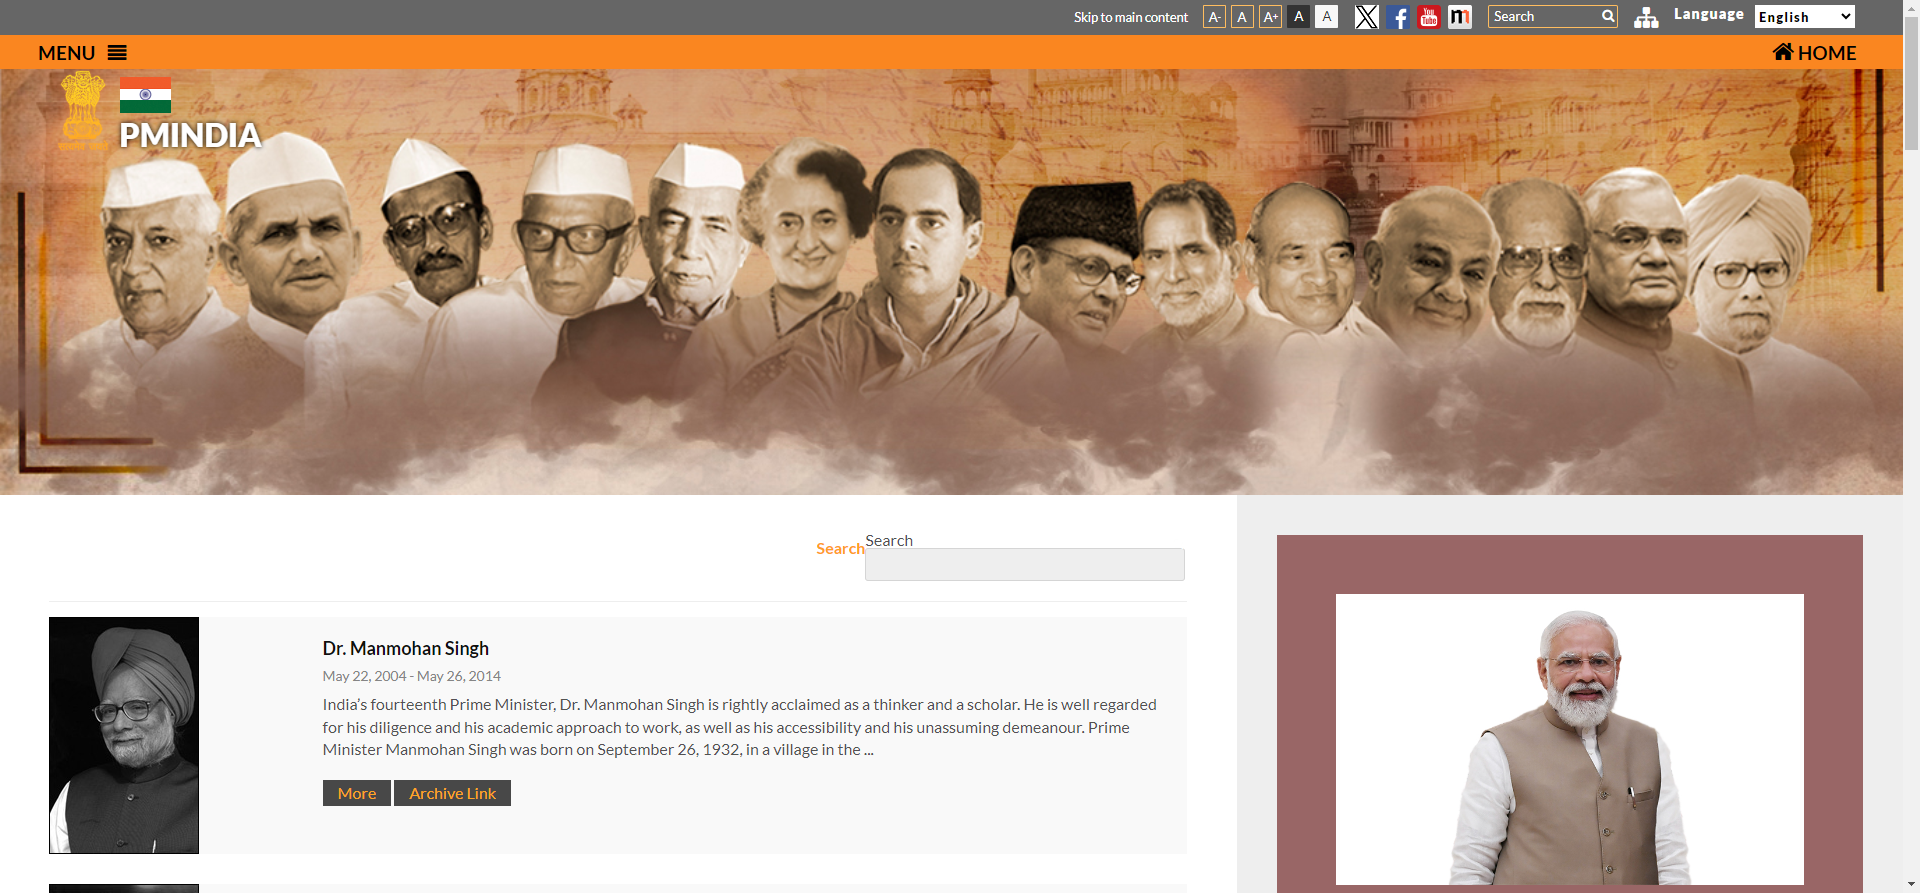 Skip to main content
A-
A
A+
A
A
X
f
You Tube
m
Search
Language
English
MENU
HOME
PMINDIA
Search
Search
Dr. Manmohan Singh
May 22, 2004 - May 26, 2014
India’s fourteenth Prime Minister, Dr. Manmohan Singh is rightly acclaimed as a thinker and a scholar. He is well regarded
for his diligence and his academic approach to work, as well as his accessibility and his unassuming demeanour. Prime
Minister Manmohan Singh was born on September 26, 1932, in a village in the ...
More
Archive Link